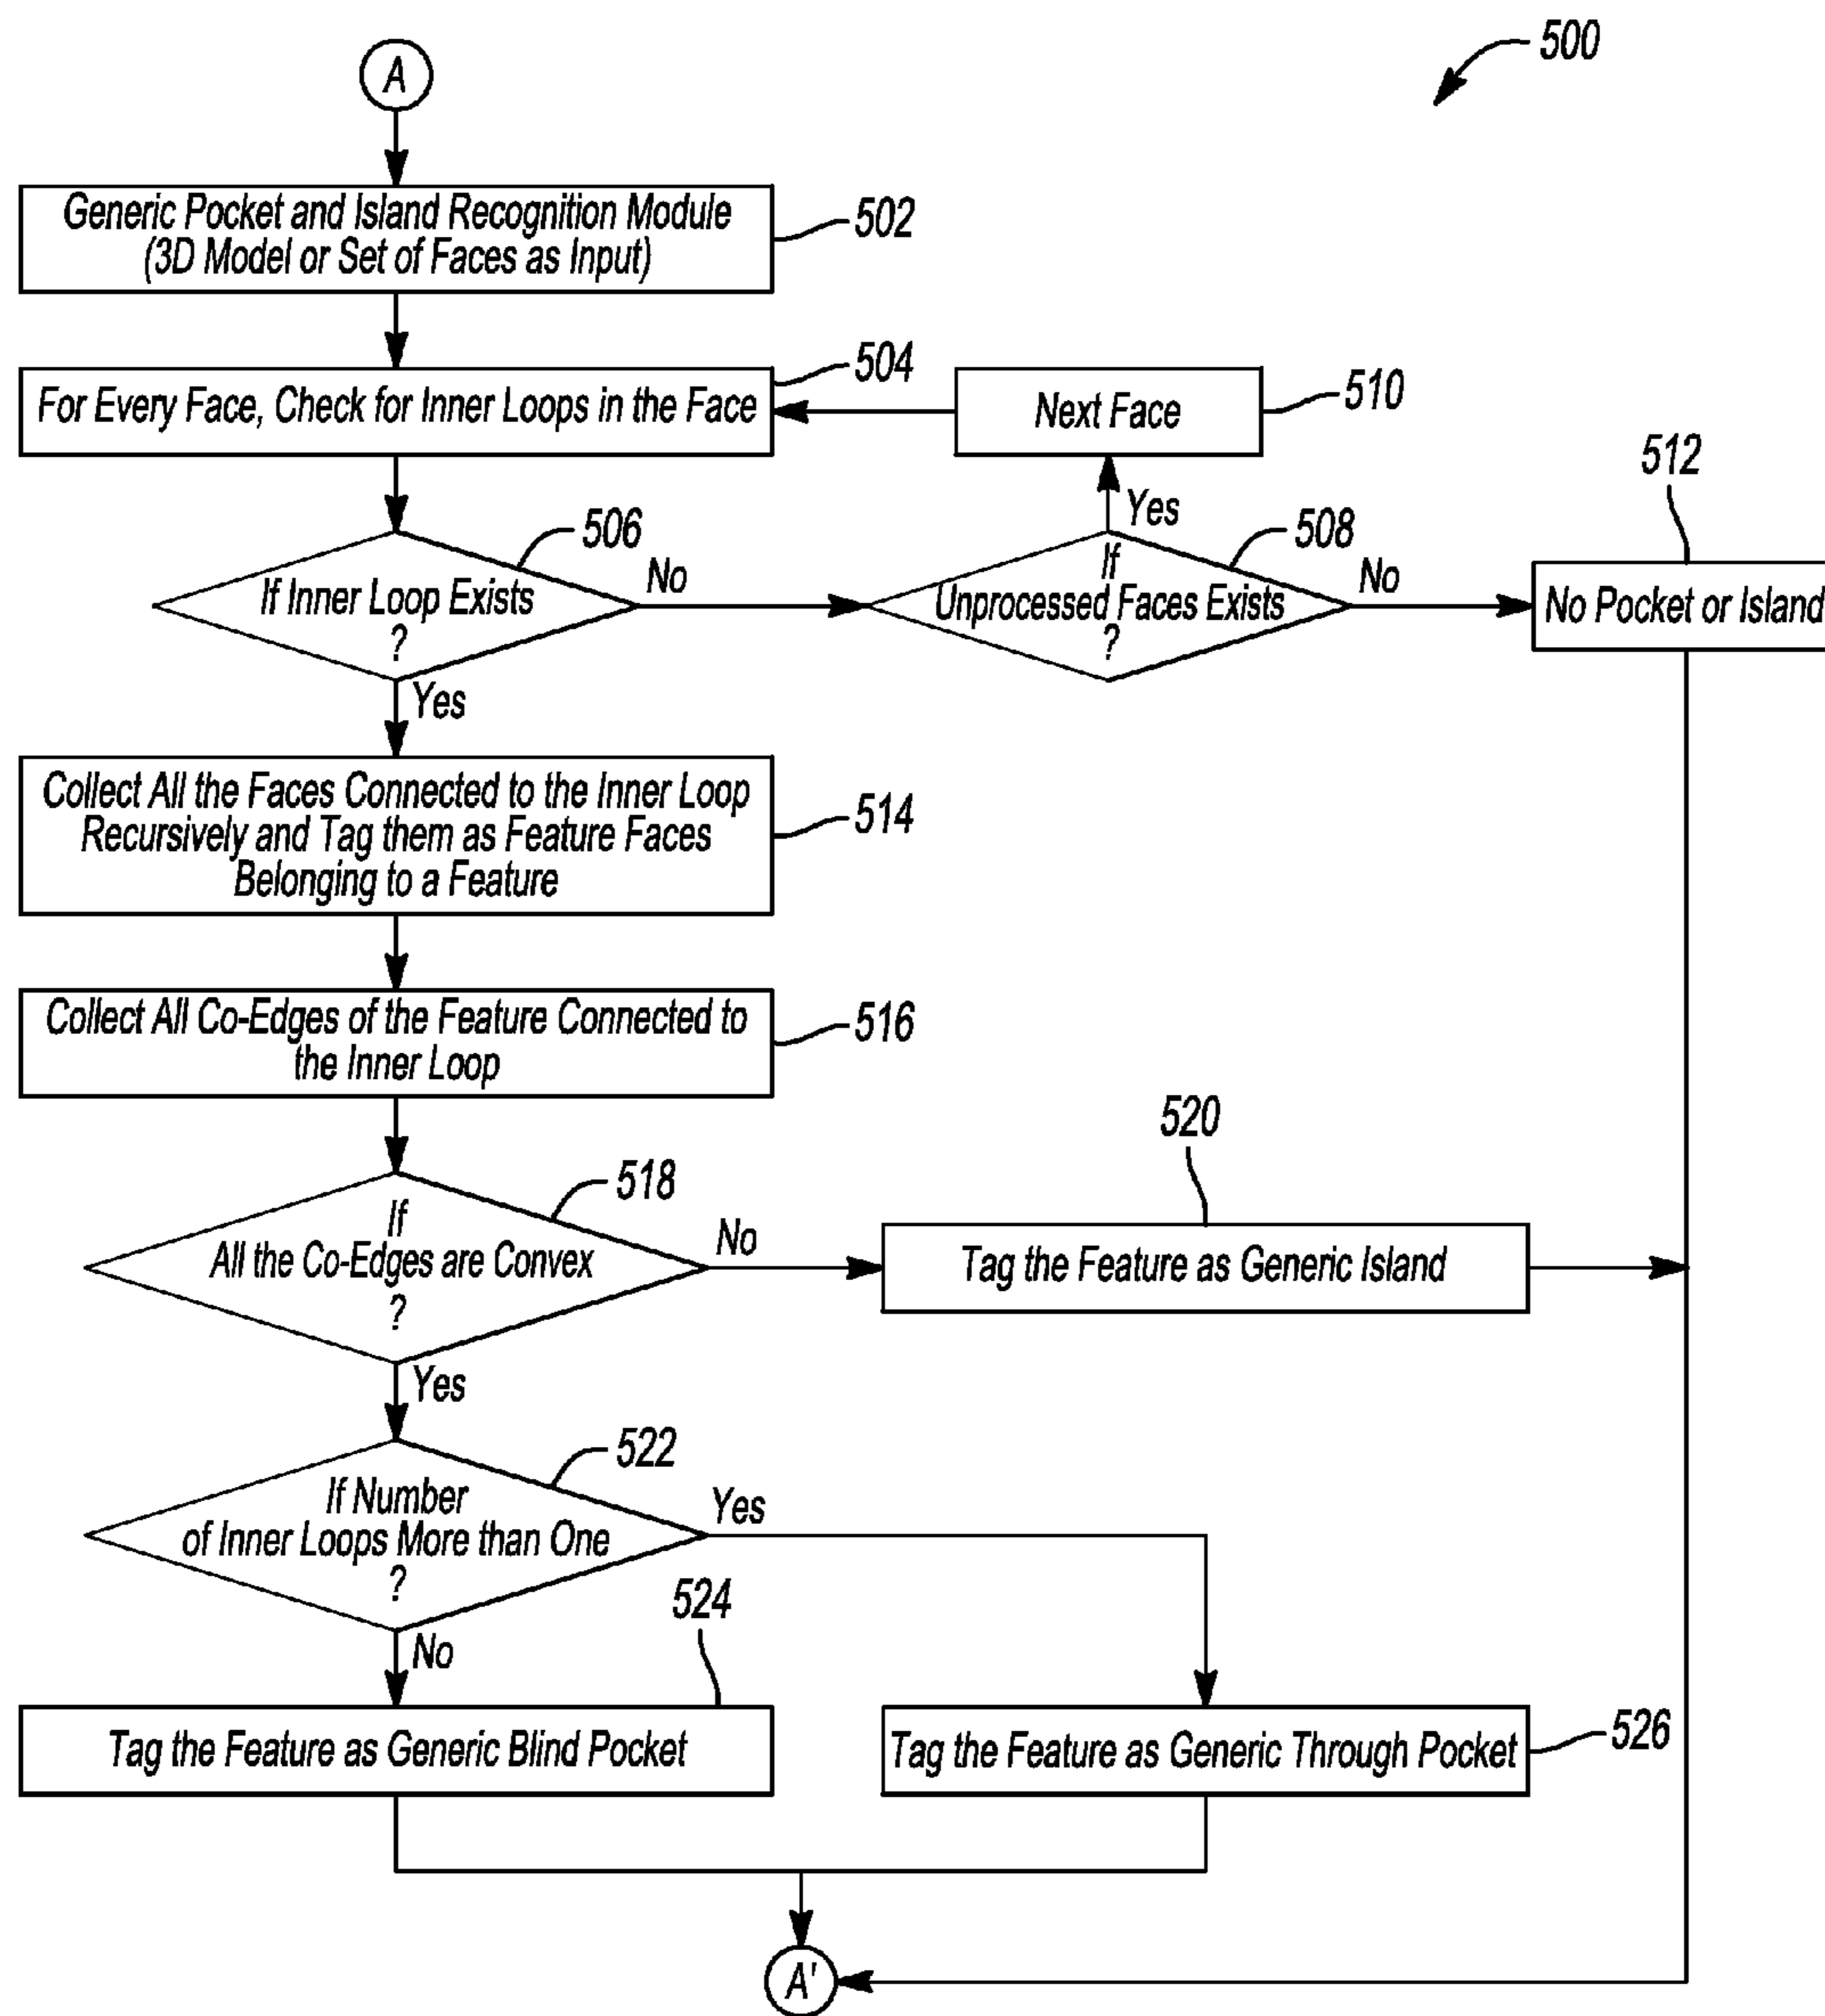 500
A
Generic Pocket and Island Recognition Module
(3D Model or Set of Faces as Input)
502
For Every Face, Check for Inner Loops in the Face
504
Next Face
510
512
Yes
506
If Inner Loop Exists
?
No
508
If
Unprocessed Faces Exists
?
No
No Pocket or Island
Yes
Collect All the Faces Connected to the Inner Loop
Recursively and Tag them as Feature Faces
Belonging to a Feature
514
Collect All Co-Edges of the Feature Connected to
the Inner Loop
516
518
If
All the Co-Edges are Convex
?
No
520
Tag the Feature as Generic Island
Yes
522
If Number
of Inner Loops More than One
?
Yes
No
524
Tag the Feature as Generic Blind Pocket
Tag the Feature as Generic Through Pocket
526
A'